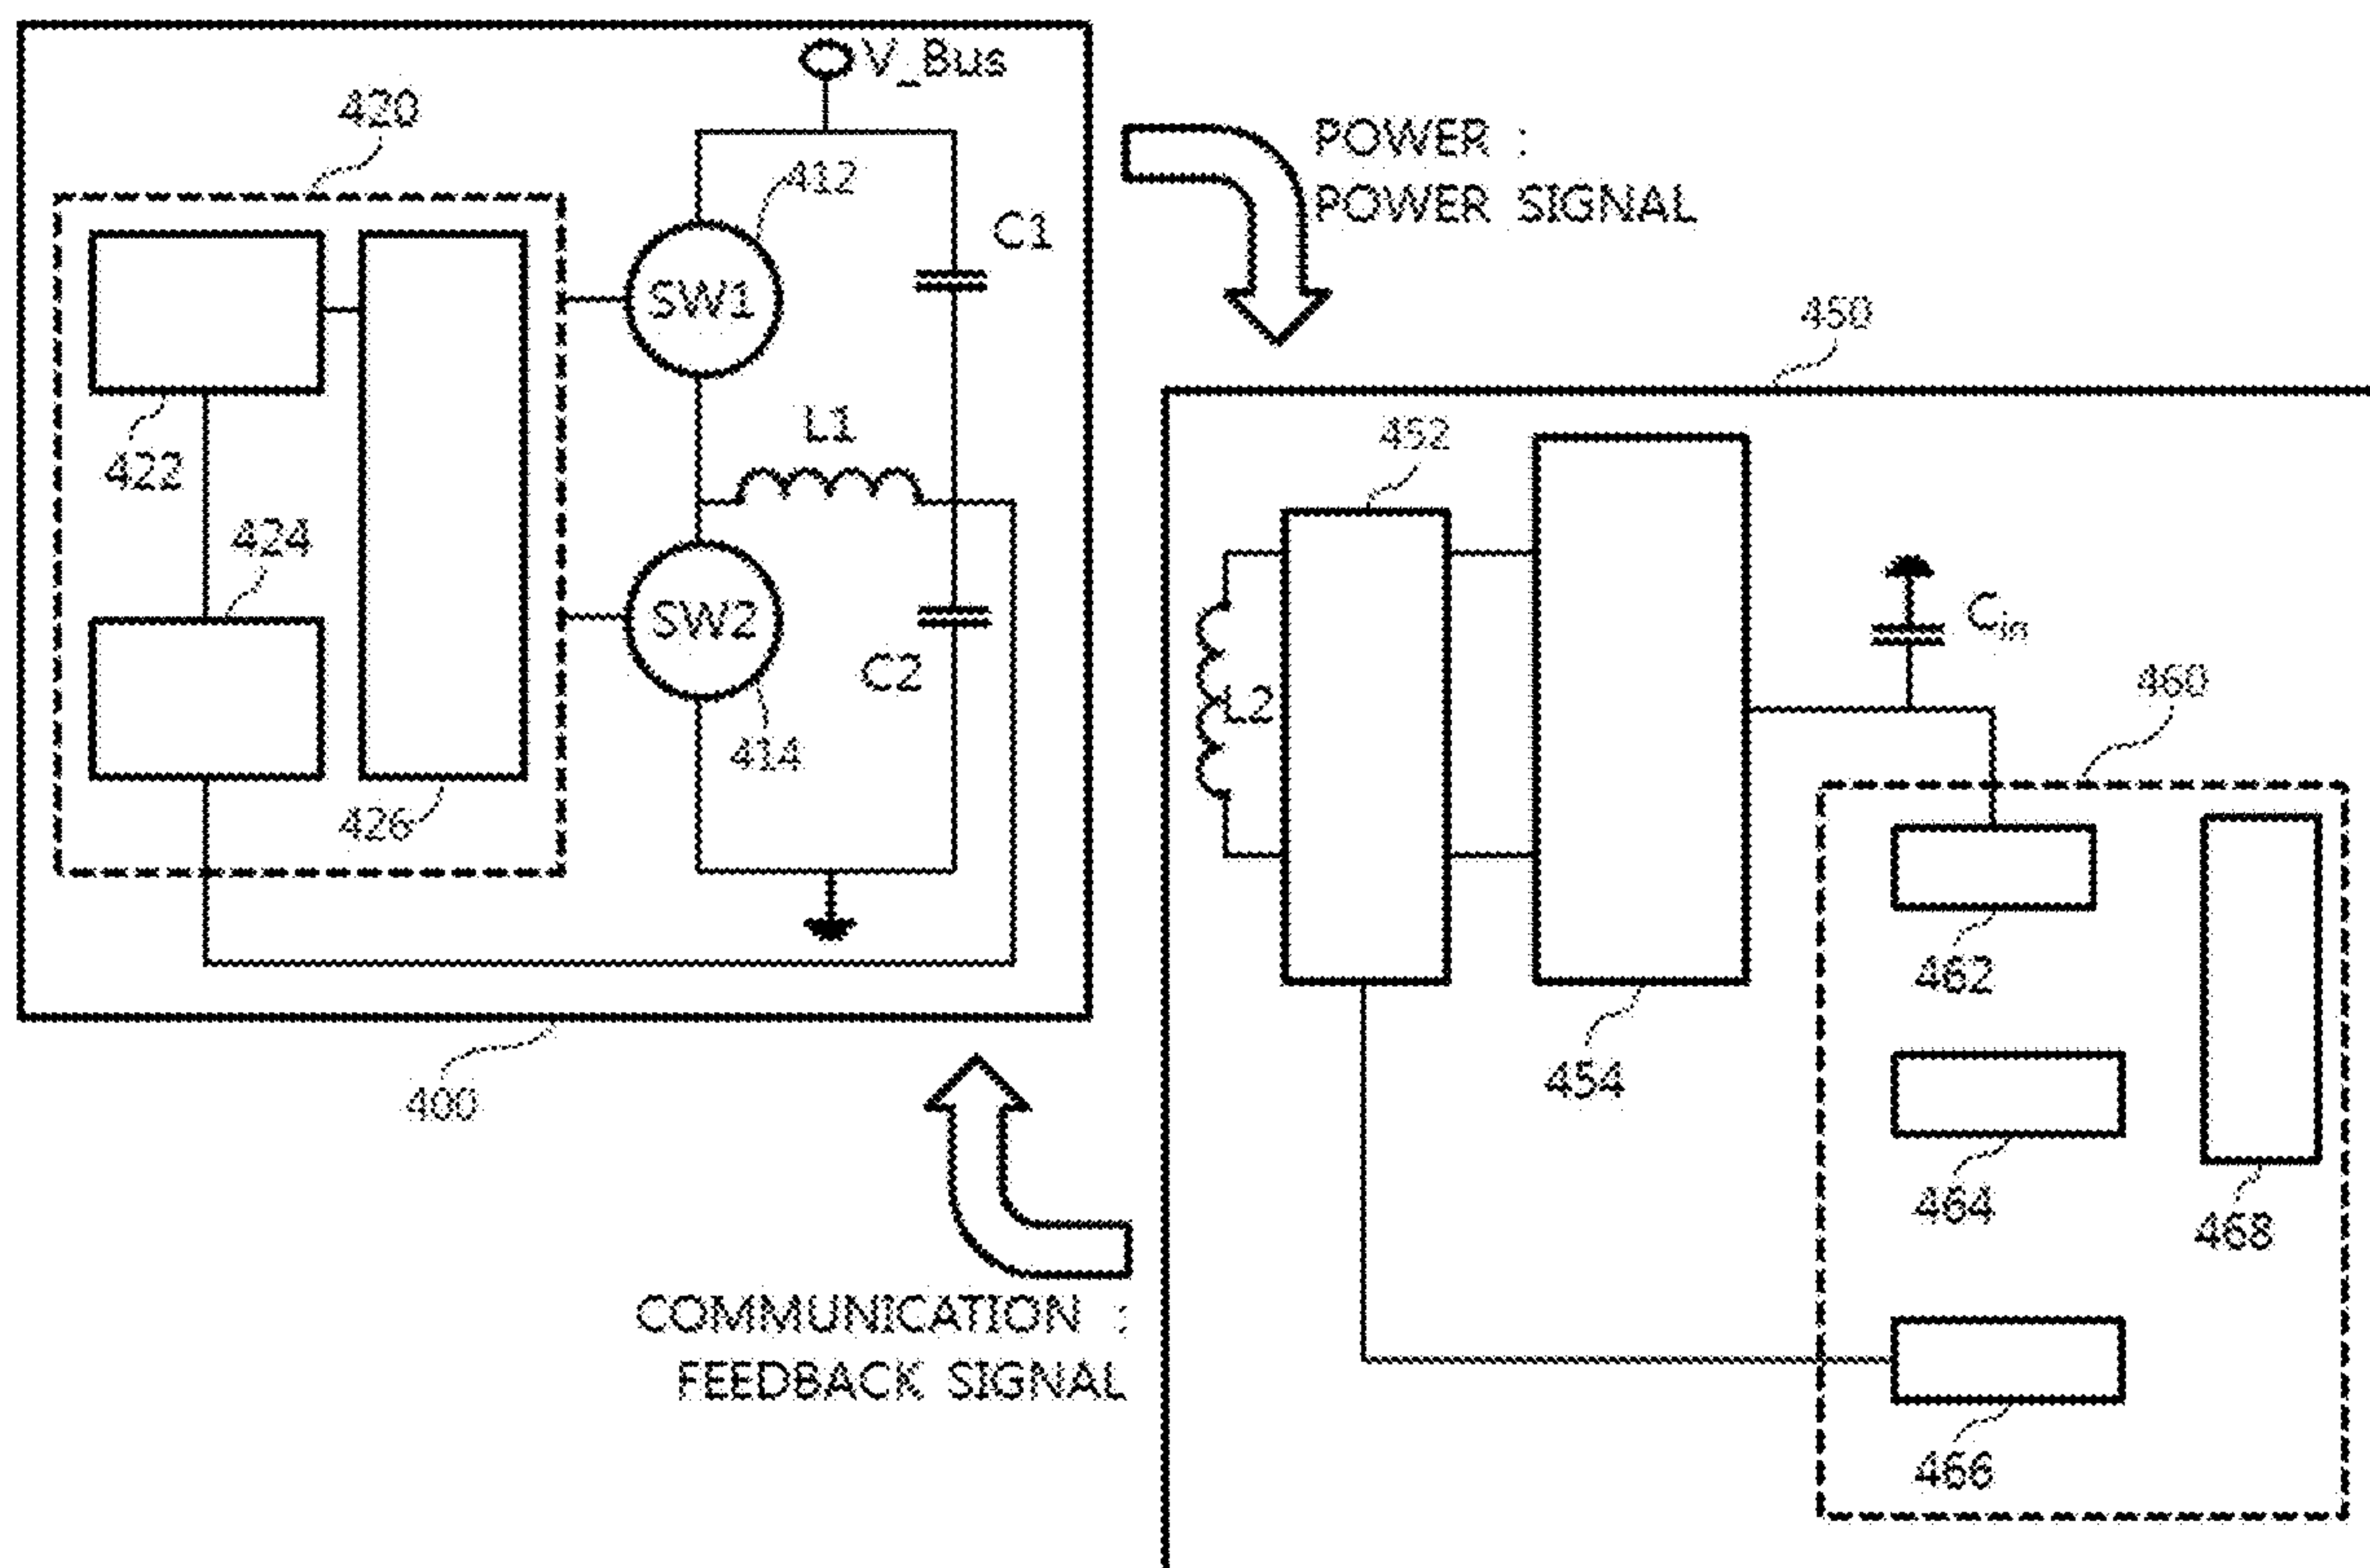 V_Bus
420
412
POWER :
POWER SIGNAL
C1
SW1
450
L1
452
422
424
SW2
C2
C_in
L2
460
414
426
462
454
400
464
468
COMMUNICATION :
FEEDBACK SIGNAL
466